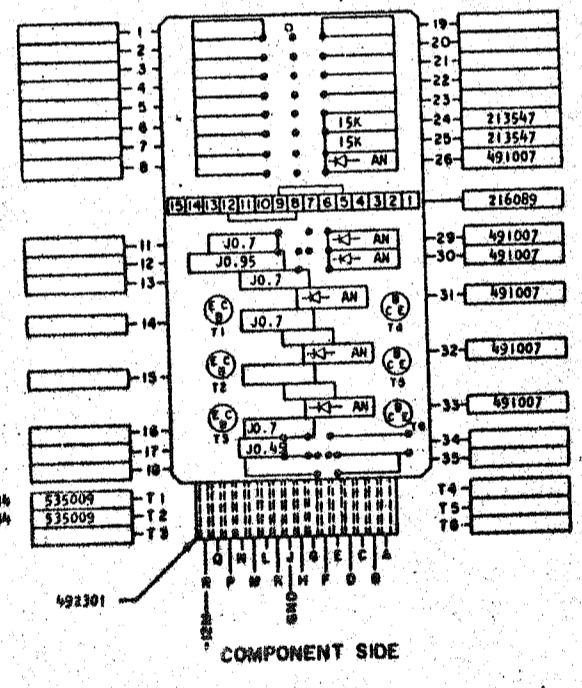 1
2
3
4
5
6
7
8
19
20
21
22
23
24 213547
25 213547
26 491007
15K
15K
AN
15 14 13 12 11 10 9 8 7 6 5 4 3 2 1
216089
11
12
13
14
15
16
17
18
J0.7
J0.95
J0.7
J0.7
J0.7
J0.45
AN
AN
AN
AN
AN
29 491007
30 491007
31 491007
32 491007
33 491007
34
35
E C B
T1
E C B
T2
E C B
T3
B C E
T4
B C E
T5
B C E
T6
535009 T1
535009 T2
T3
T4
T5
T6
492301
Q N L J G E C A
P M K H F D B
-12M
GND
COMPONENT SIDE